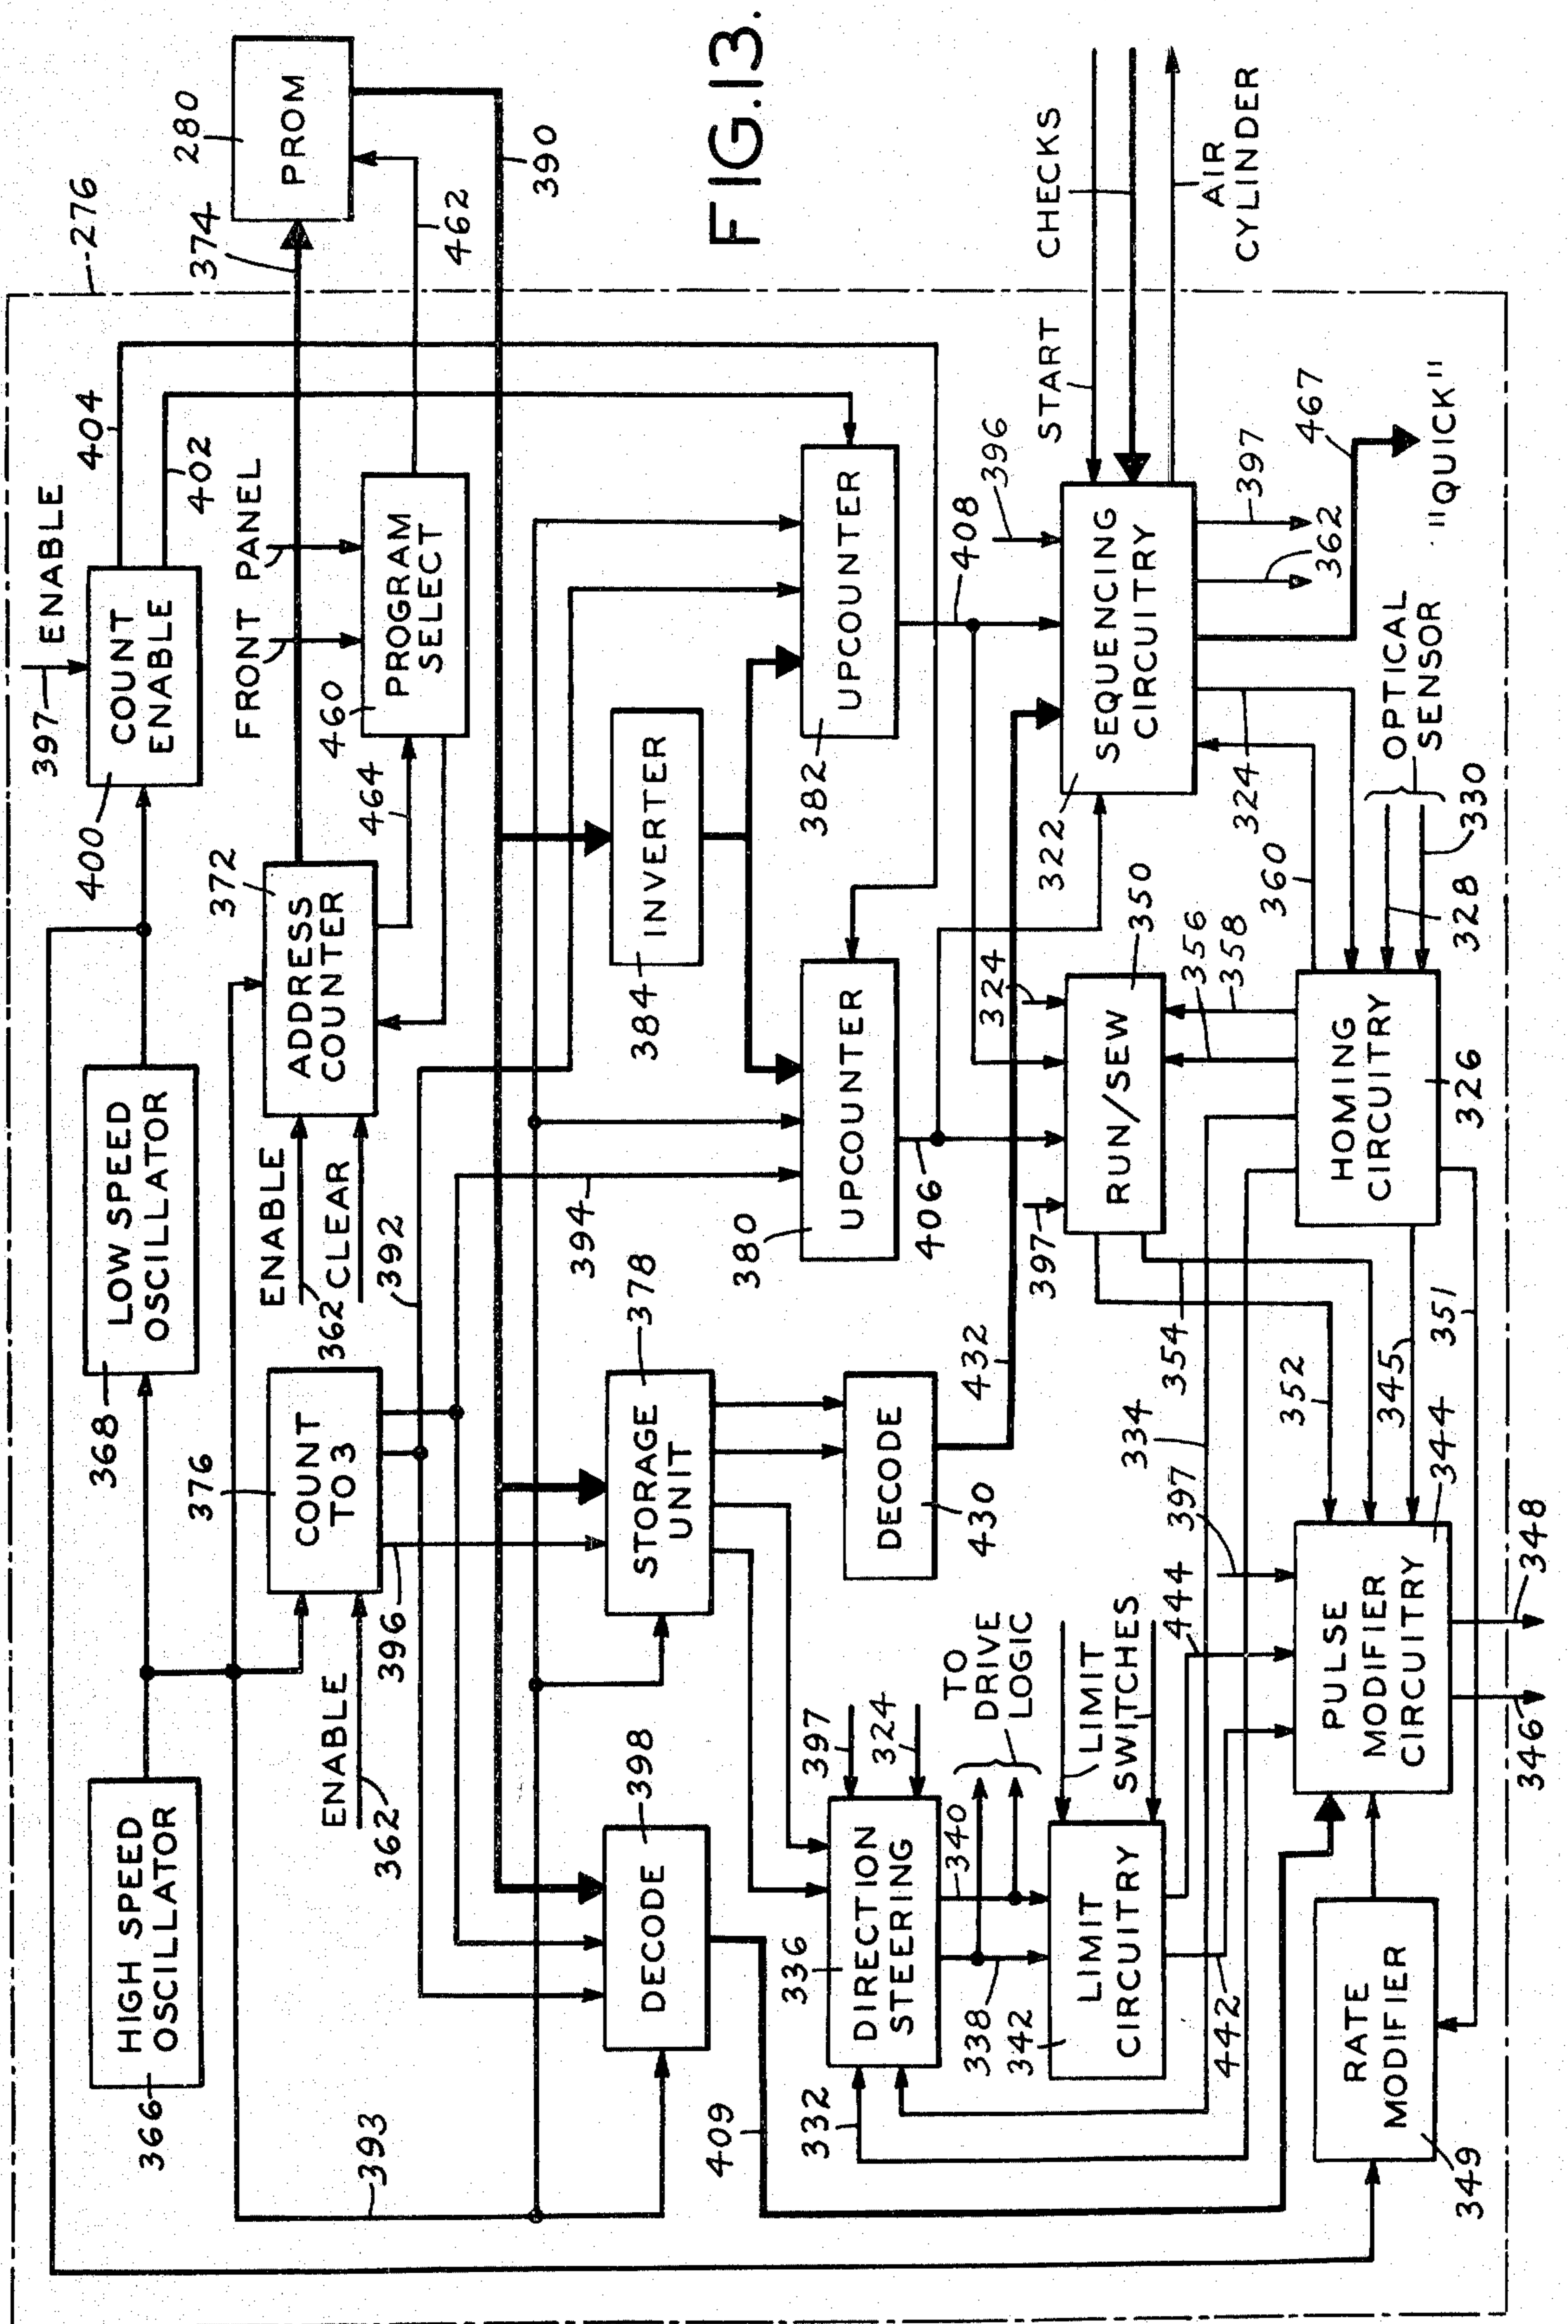 FIG.13.
276
HIGH SPEED
OSCILLATOR
366
LOW SPEED
OSCILLATOR
368
397
ENABLE
COUNT
ENABLE
400
404
402
280
PROM
374
390
462
376
COUNT
TO 3
ENABLE
362
396
ENABLE
362
CLEAR
392
372
ADDRESS
COUNTER
464
460
PROGRAM
SELECT
FRONT PANEL
393
398
DECODE
409
378
STORAGE
UNIT
394
384
INVERTER
380
UPCOUNTER
406
382
UPCOUNTER
408
430
DECODE
432
336
DIRECTION
STEERING
332
397
324
338
340
TO
DRIVE
LOGIC
342
LIMIT
CIRCUITRY
LIMIT
SWITCHES
442
444
397
334
RUN/SEW
350
397
324
352
354
356
358
322
SEQUENCING
CIRCUITRY
396
START
CHECKS
AIR
CYLINDER
397
362
467
"QUICK"
324
360
OPTICAL
SENSOR
328
330
HOMING
CIRCUITRY
326
345
351
344
PULSE
MODIFIER
CIRCUITRY
346
348
RATE
MODIFIER
349